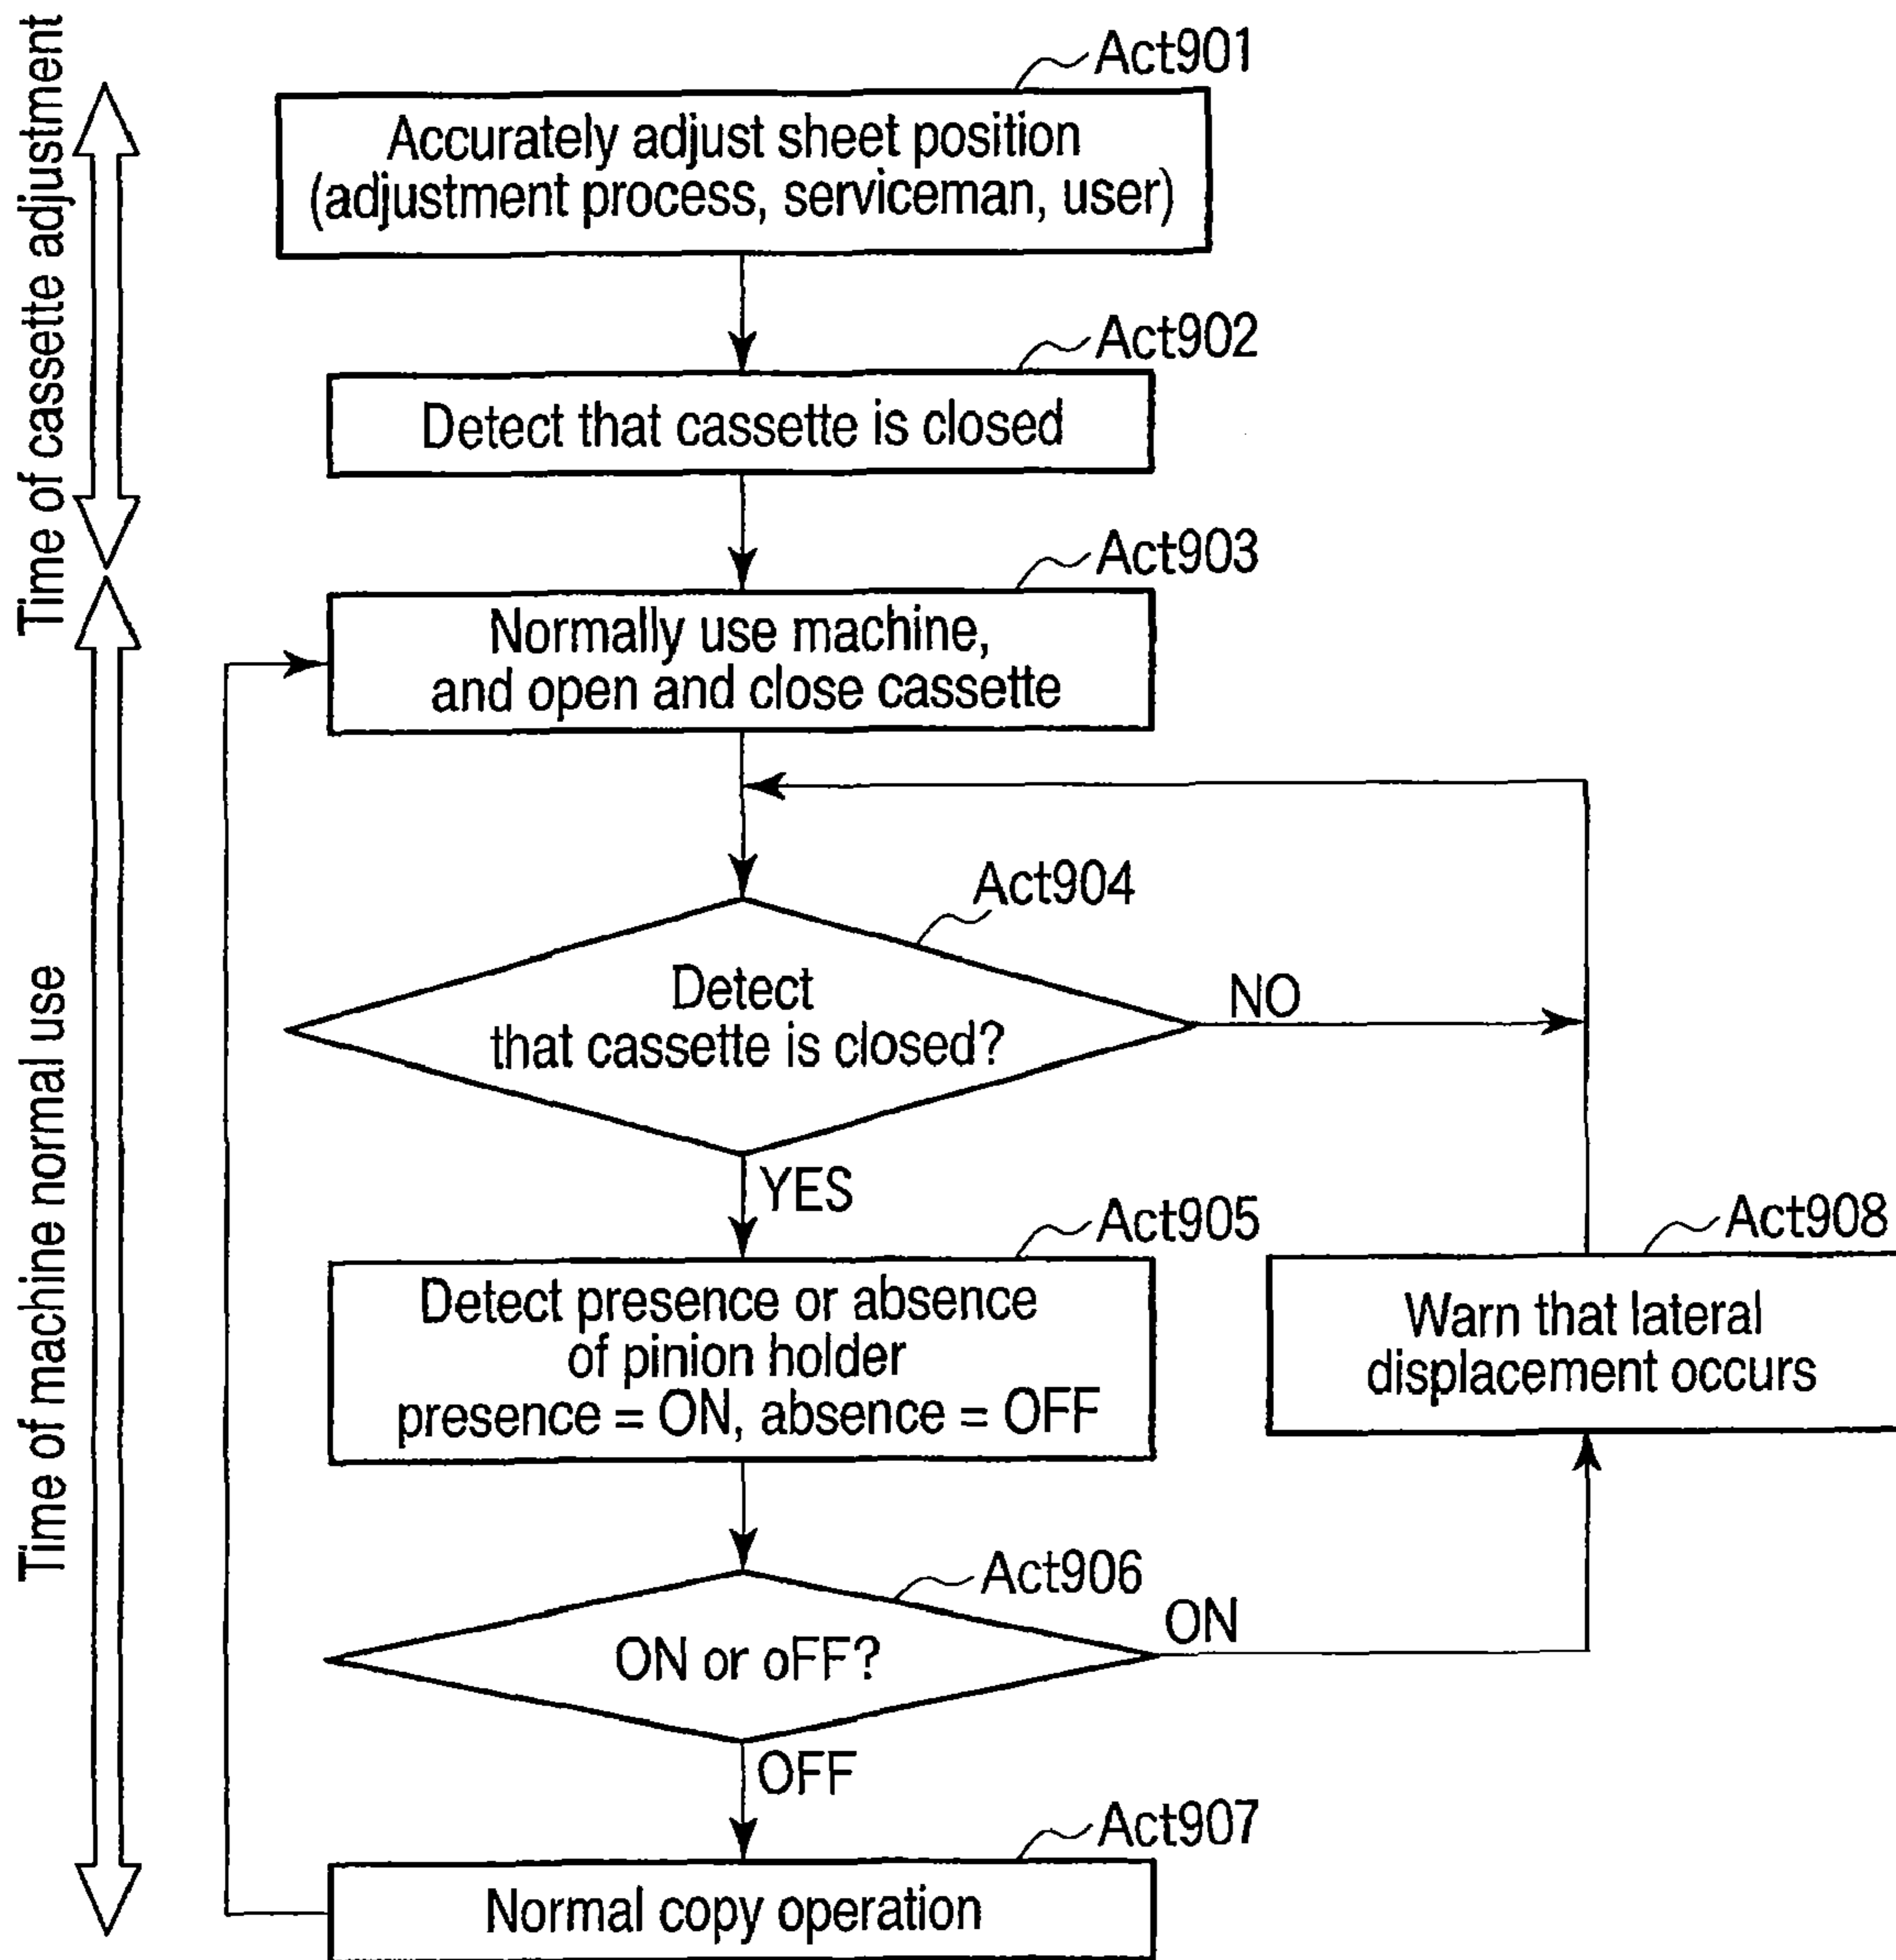 Time of cassette adjustment
Act901
Accurately adjust sheet position
(adjustment process, serviceman, user)
Act902
Detect that cassette is closed
Act903
Normally use machine,
and open and close cassette
Time of machine normal use
Act904
Detect
that cassette is closed?
NO
YES
Act905
Detect presence or absence
of pinion holder
presence = ON, absence = OFF
Act908
Warn that lateral
displacement occurs
Act906
ON or oFF?
ON
OFF
Act907
Normal copy operation